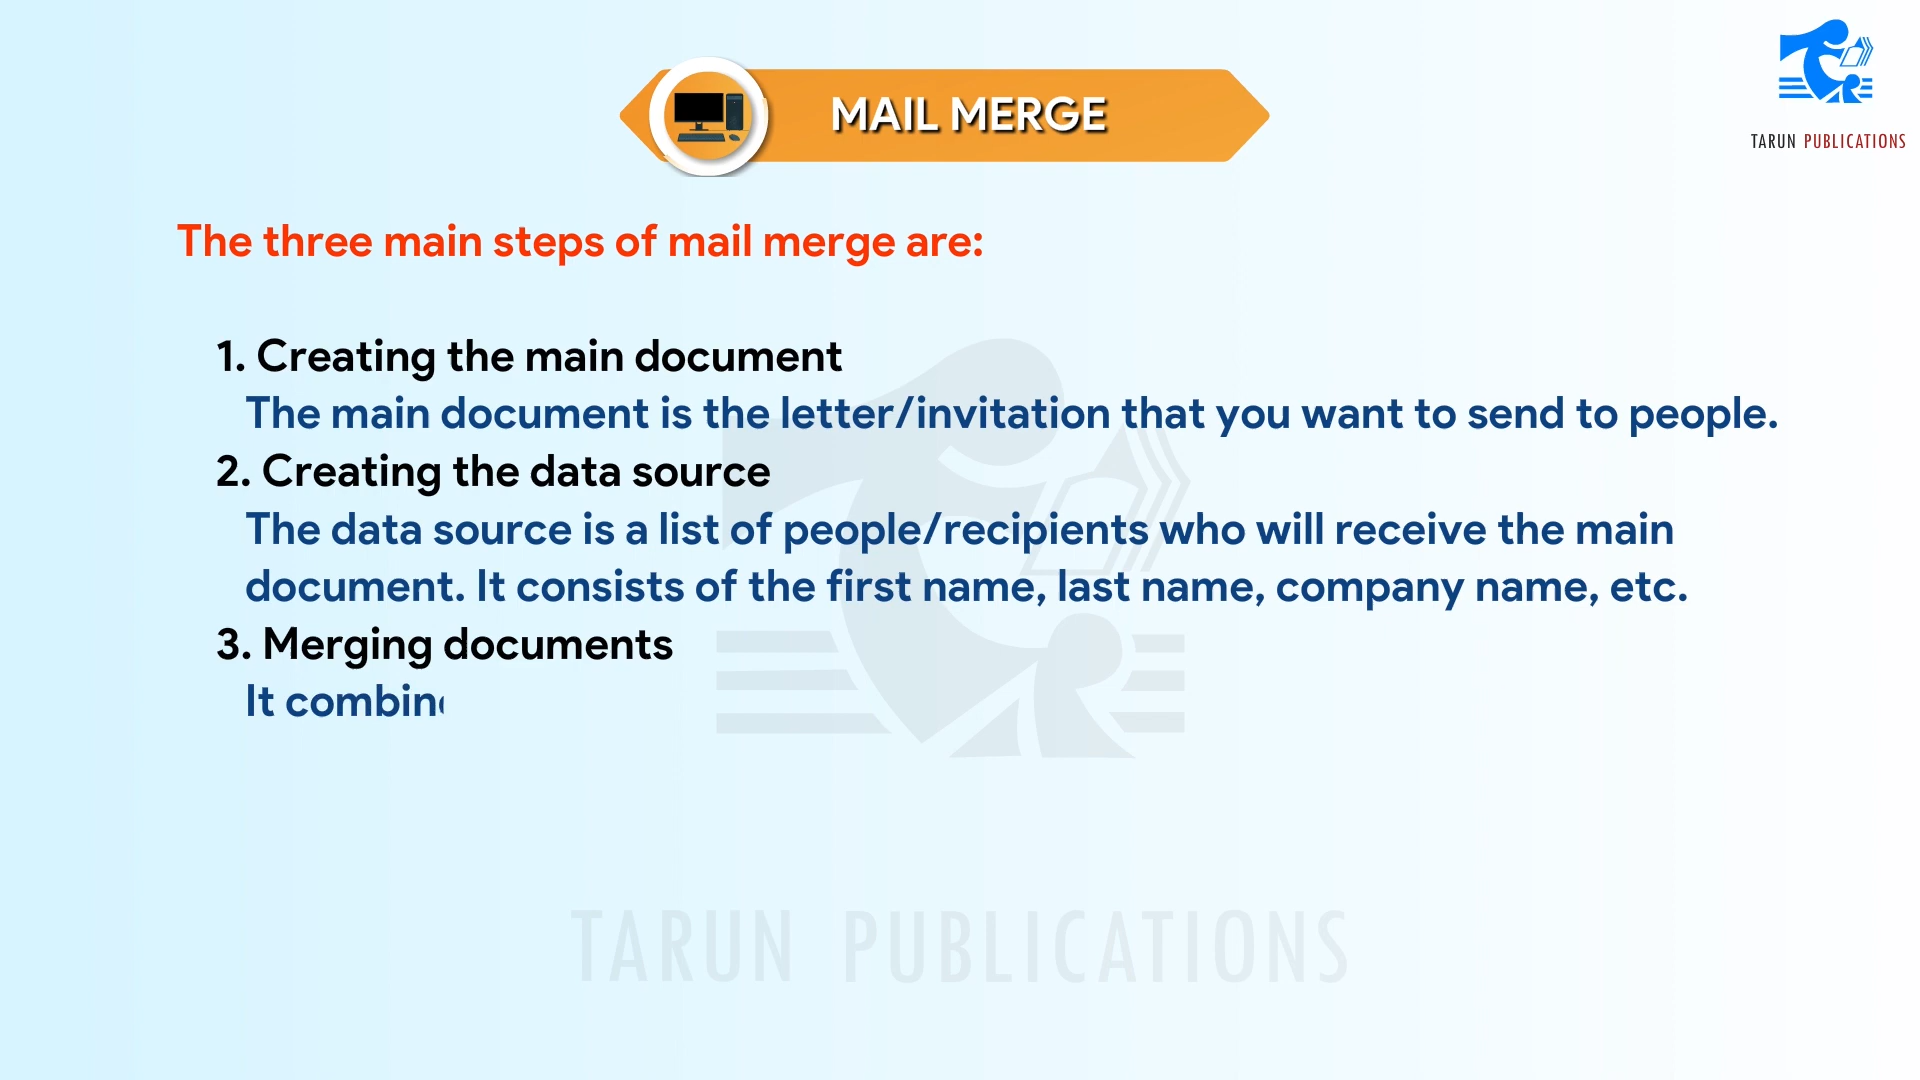 MAIL MERGE
TARUN PUBLICATIONS
The three main steps of mail merge are:
1. Creating the main document
The main document is the letter/invitation that you want to send to people.
2. Creating the data source
The data source is a list of people/recipients who will receive the main
document. It consists of the first name, last name, company name, etc.
3. Merging documents
It combin
TARUN PUBLICATIONS